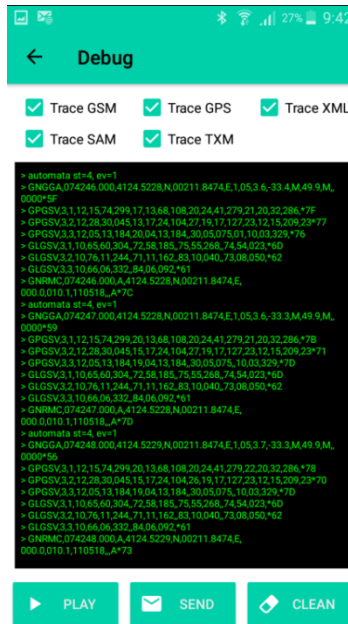 27% 9:42
Debug
Trace GSM Trace GPS Trace XML
Trace SAM Trace TXM
> automata st=4, ev=1
> GNGGA,074246.000,4124.5228,N,00211.8474,E,1,05,3.6,-33.4,M,49.9,M,,
0000*5F
> GPGSV,3,1,12,15,74,299,17,13,68,108,20,24,41,279,21,20,32,286,*7F
> GPGSV,3,2,12,28,30,045,13,17,24,104,27,19,17,127,23,12,15,209,23*77
> GPGSV,3,3,12,05,13,184,20,04,13,184,,30,05,075,01,10,03,329,*76
> GLGSV,3,1,10,65,60,304,,72,58,185,,75,55,268,,74,54,023,*6D
> GLGSV,3,2,10,76,11,244,,71,11,162,,83,10,040,,73,08,050,*62
> GLGSV,3,3,10,66,06,332,,84,06,092,*61
> GNRMC,074246.000,A,4124.5228,N,00211.8474,E,
000.0,010.1,110518,,,A*7C
> automata st=4, ev=1
> GNGGA,074247.000,4124.5228,N,00211.8474,E,1,05,3.6,-33.4,M,49.9,M,,
0000*59
> GPGSV,3,1,12,15,74,299,20,13,68,108,20,24,41,279,21,20,32,286,*7B
> GPGSV,3,2,12,28,30,045,15,17,24,104,27,19,17,127,23,12,15,209,23*71
> GPGSV,3,3,12,05,13,184,19,04,13,184,,30,05,075,,10,03,329,*7D
> GLGSV,3,1,10,65,60,304,,72,58,185,,75,55,268,,74,54,023,*6D
> GLGSV,3,2,10,76,11,244,,71,11,162,,83,10,040,,73,08,050,*62
> GLGSV,3,3,10,66,06,332,,84,06,092,*61
> GNRMC,074247.000,A,4124.5228,N,00211.8474,E,
000.0,010.1,110518,,,A*7D
> automata st=4, ev=1
> GNGGA,074248.000,4124.5229,N,00211.8474,E,1,05,3.7,-33.3,M,49.9,M,,
0000*56
> GPGSV,3,1,12,15,74,299,20,13,68,108,20,24,41,279,22,20,32,286,*78
> GPGSV,3,2,12,28,30,045,15,17,24,104,26,19,17,127,23,12,15,209,23*70
> GPGSV,3,3,12,05,13,184,19,04,13,184,,30,05,075,,10,03,329,*7D
> GLGSV,3,1,10,65,60,304,,72,58,185,,75,55,268,,74,54,023,*6D
> GLGSV,3,2,10,76,11,244,,71,11,162,,83,10,040,,73,08,050,*62
> GLGSV,3,3,10,66,06,332,,84,06,092,*61
> GNRMC,074248.000,A,4124.5229,N,00211.8474,E,
000.0,010.1,110518,,,A*73
PLAY SEND CLEAN